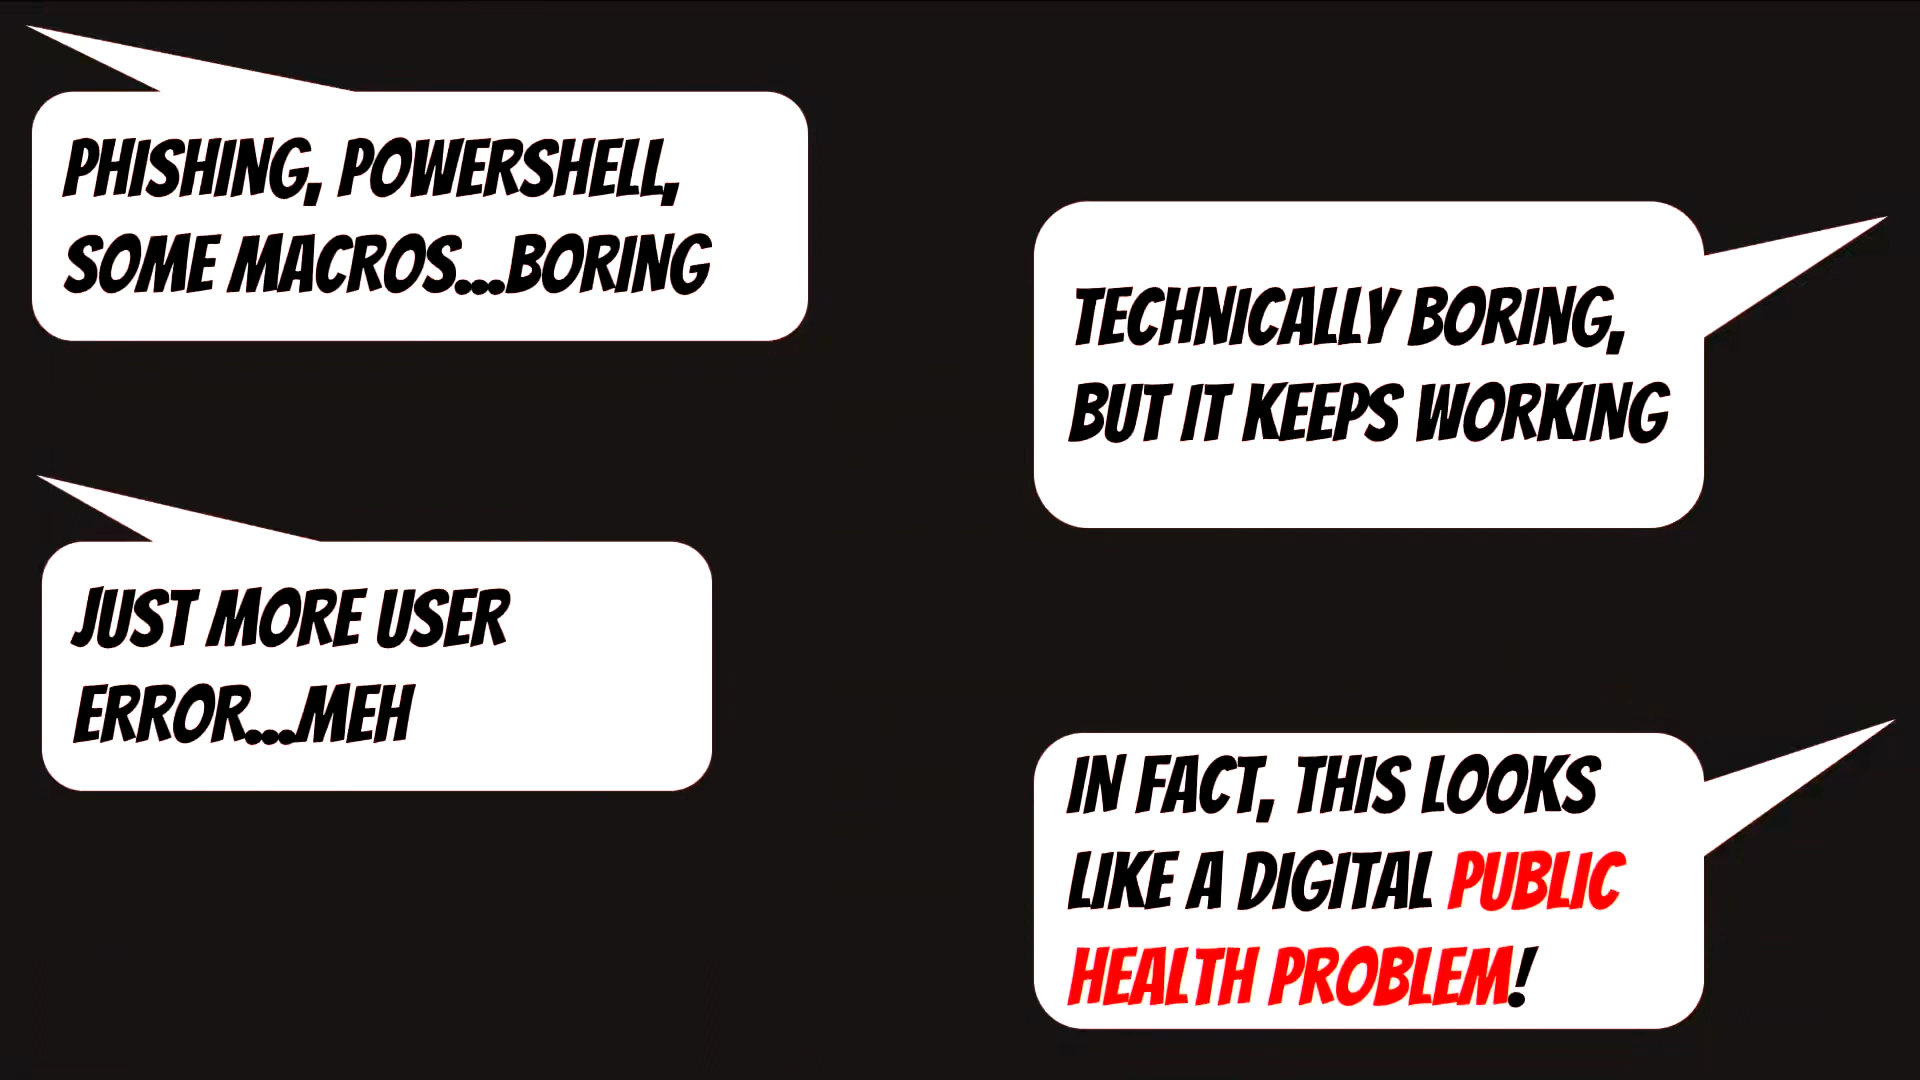 PHISHING, POWERSHELL,
SOME MACROS...BORING
TECHNICALLY BORING,
BUT IT KEEPS WORKING
JUST MORE USER
ERROR...MEH
IN FACT, THIS LOOKS
LIKE A DIGITAL PUBLIC
HEALTH PROBLEM!